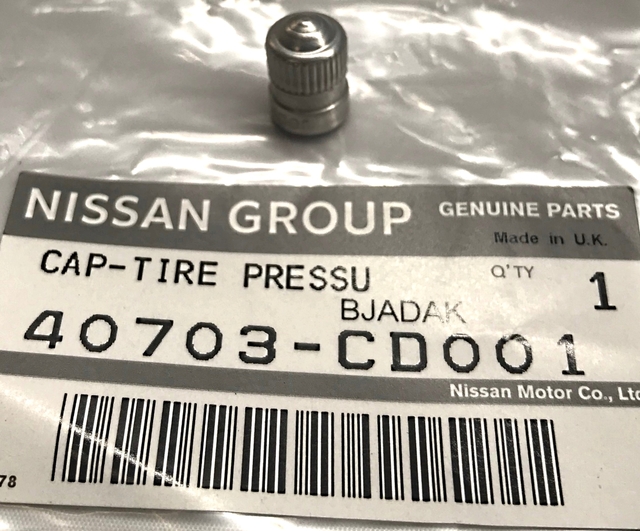 NISSAN GROUP GENUINE PARTS
Made in U.K.
CAP-TIRE PRESSU Q'TY 1
BJADAK
40703-CD001
Nissan Motor Co., Ltd
78